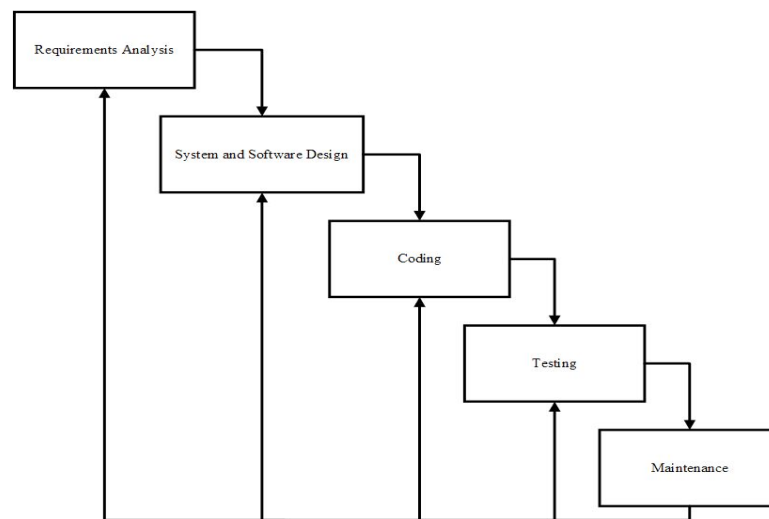 Requirements Analysis
System and Software Design
Coding
Testing
Maintenance